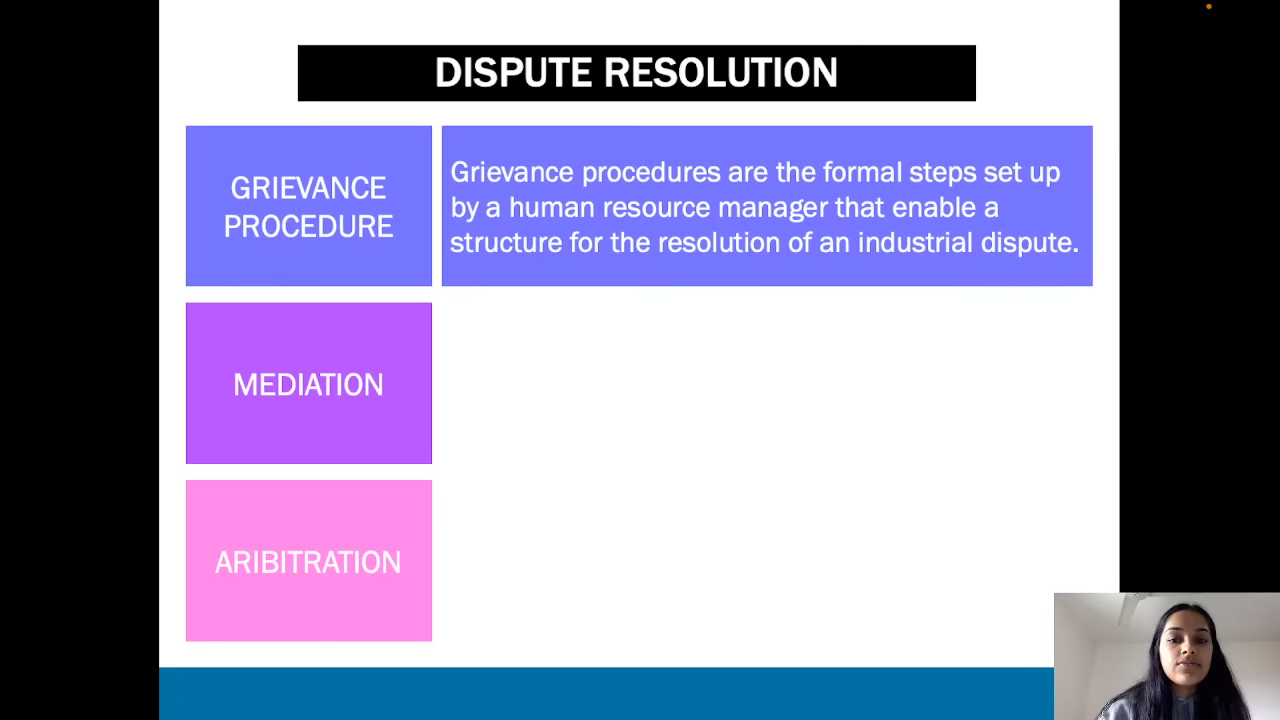 DISPUTE RESOLUTION
GRIEVANCE
PROCEDURE
Grievance procedures are the formal steps set up
by a human resource manager that enable a
structure for the resolution of an industrial dispute.
MEDIATION
ARIBITRATION